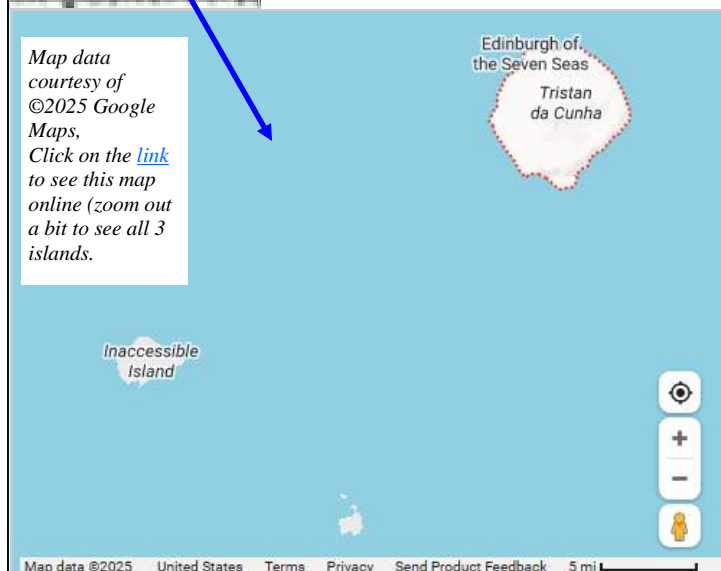 Map data
courtesy of
©2025 Google
Maps,
Click on the link
to see this map
online (zoom out
a bit to see all 3
islands.
Edinburgh of
the Seven Seas
Tristan
da Cunha
Inaccessible
Island
Map data ©2025 United States Terms Privacy Send Product Feedback 5 mi